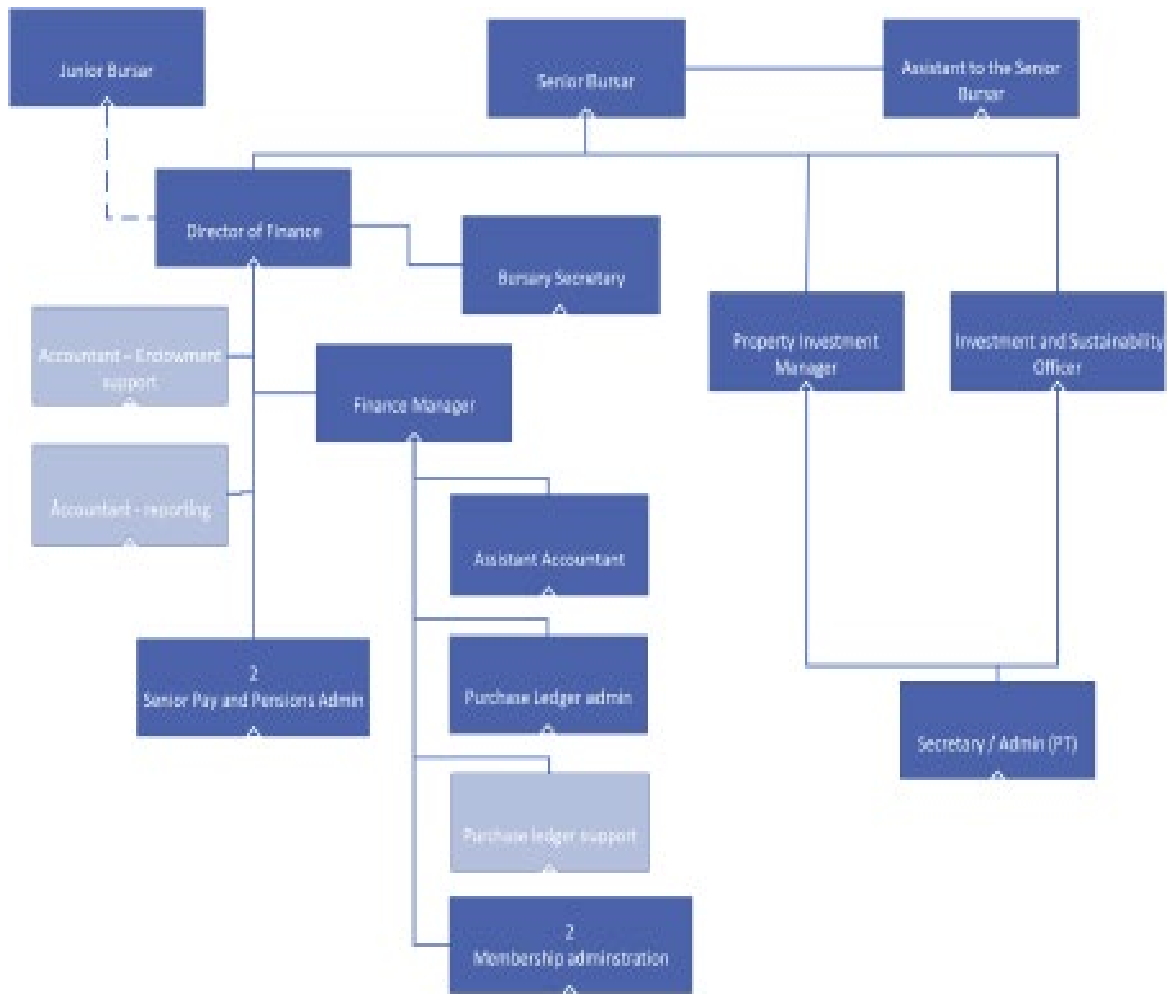 Junior Bursar
Senior Bursar
Assistant to the Senior
Bursar
Director of Finance
Bursary Secretary
Accountant – Endowment
support
Finance Manager
Property Investment
Manager
Investment and Sustainability
Officer
Accountant - reporting
Assistant Accountant
2
Senior Pay and Pensions Admin
Purchase Ledger admin
Secretary / Admin (PT)
Purchase ledger support
2
Membership adminstration